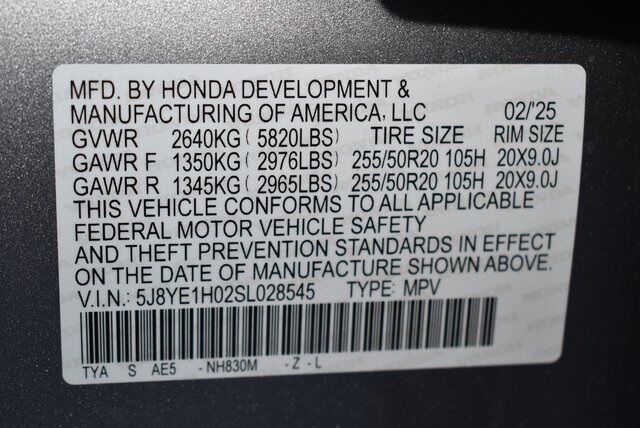 MFD. BY HONDA DEVELOPMENT &
MANUFACTURING OF AMERICA, LLC 02/'25
GVWR 2640KG ( 5820LBS) TIRE SIZE RIM SIZE
GAWR F 1350KG ( 2976LBS) 255/50R20 105H 20X9.0J
GAWR R 1345KG ( 2965LBS) 255/50R20 105H 20X9.0J
THIS VEHICLE CONFORMS TO ALL APPLICABLE
FEDERAL MOTOR VEHICLE SAFETY
AND THEFT PREVENTION STANDARDS IN EFFECT
ON THE DATE OF MANUFACTURE SHOWN ABOVE.
V.I.N.: 5J8YE1H02SL028545 TYPE: MPV
TYA S AE5 - NH830M - Z - L